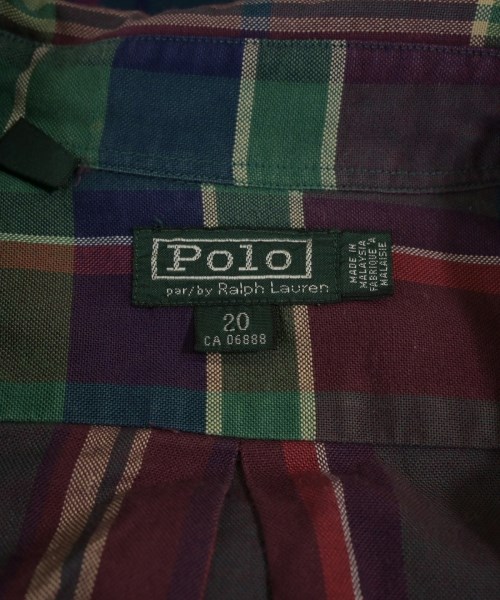 Polo
par/by Ralph Lauren
MADE IN
MALAYSIA
FABRIQUÉ À
MALAISIE
20
CA 06888